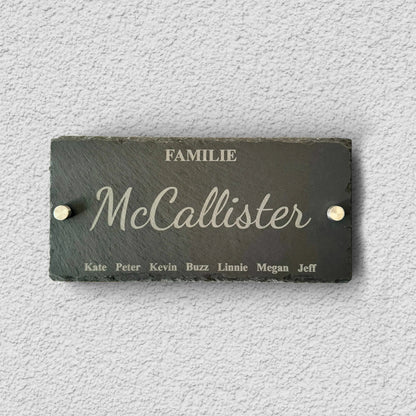 FAMILIE
McCallister
Kate Peter Kevin Buzz Linnie Megan Jeff